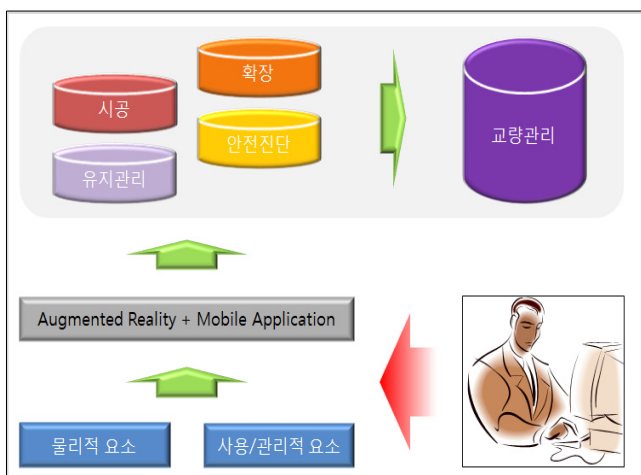 확장
시공
안전진단
유지관리
교량관리
Augmented Reality + Mobile Application
물리적 요소
사용/관리적 요소